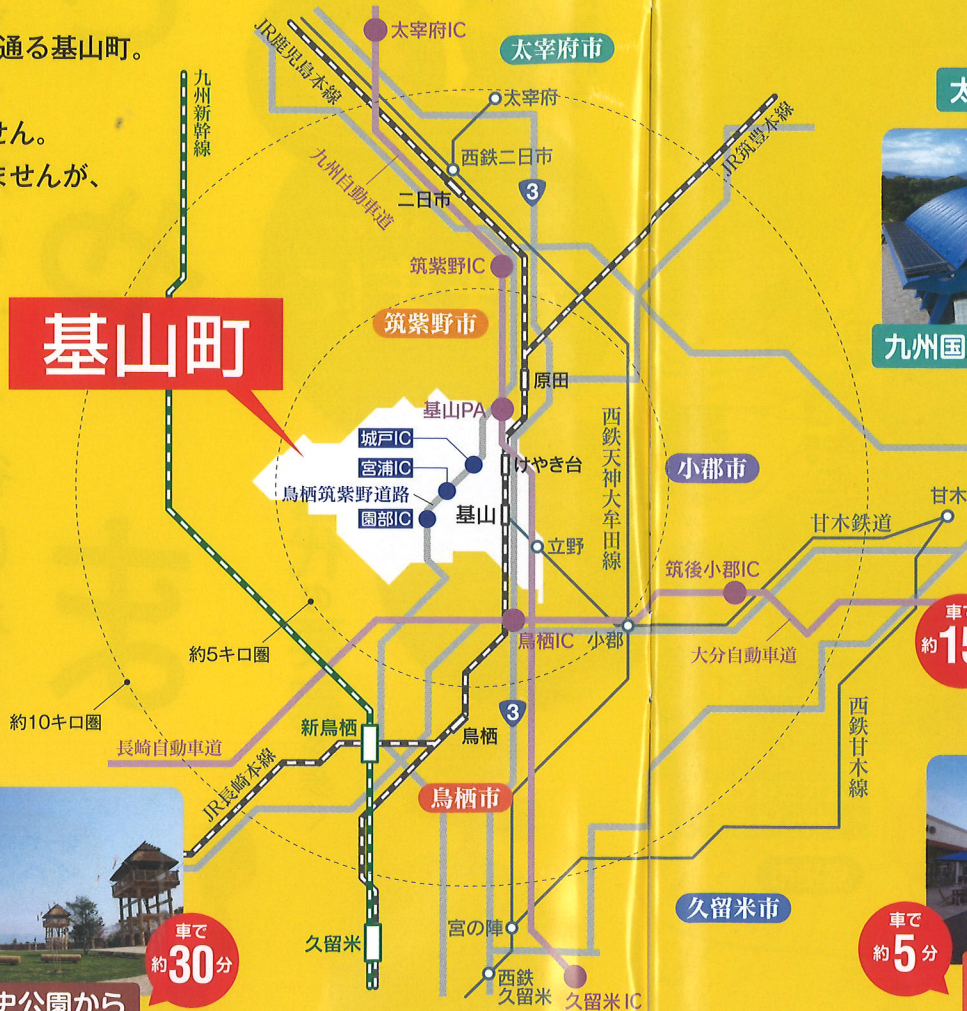 通る基山町。
せん。
ませんが、
太宰府IC
太宰府市
JR鹿児島本線
九州新幹線
太宰府
太
JR筑豊本線
九州自動車道
西鉄二日市
二日市
3
筑紫野IC
筑紫野市
基山町
九州国
原田
基山PA
西鉄天神大牟田線
城戸IC
けやき台
小郡市
宮浦IC
鳥栖筑紫野道路
園部IC
基山
甘木
甘木鉄道
立野
筑後小郡IC
鳥栖IC
小郡
大分自動車道
車で
約15
約5キロ圏
約10キロ圏
新鳥栖
鳥栖
3
西鉄甘木線
長崎自動車道
JR長崎本線
鳥栖市
久留米市
車で
約30分
宮の陣
車で
約5分
久留米
西鉄
久留米
久留米IC
史公園から